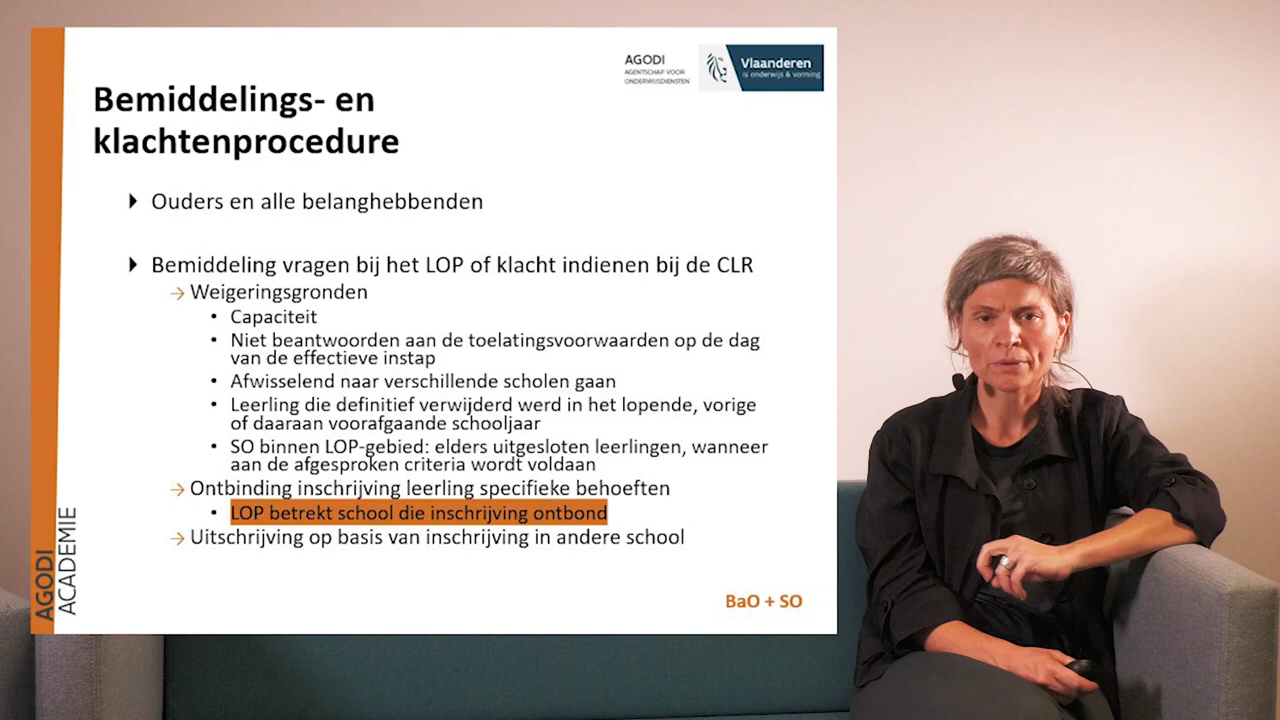 AGODI
AGENTSCHAP VOOR
ONDERWIJSDIENSTEN
Vlaanderen
is onderwijs & vorming
Bemiddelings- en
klachtenprocedure
Ouders en alle belanghebbenden
Bemiddeling vragen bij het LOP of klacht indienen bij de CLR
→ Weigeringsgronden
• Capaciteit
• Niet beantwoorden aan de toelatingsvoorwaarden op de dag
van de effectieve instap
• Afwisselend naar verschillende scholen gaan
• Leerling die definitief verwijderd werd in het lopende, vorige
of daaraan voorafgaande schooljaar
• SO binnen LOP-gebied: elders uitgesloten leerlingen, wanneer
aan de afgesproken criteria wordt voldaan
→ Ontbinding inschrijving leerling specifieke behoeften
• LOP betrekt school die inschrijving ontbond
→ Uitschrijving op basis van inschrijving in andere school
BaO + SO
AGODI
ACADEMIE